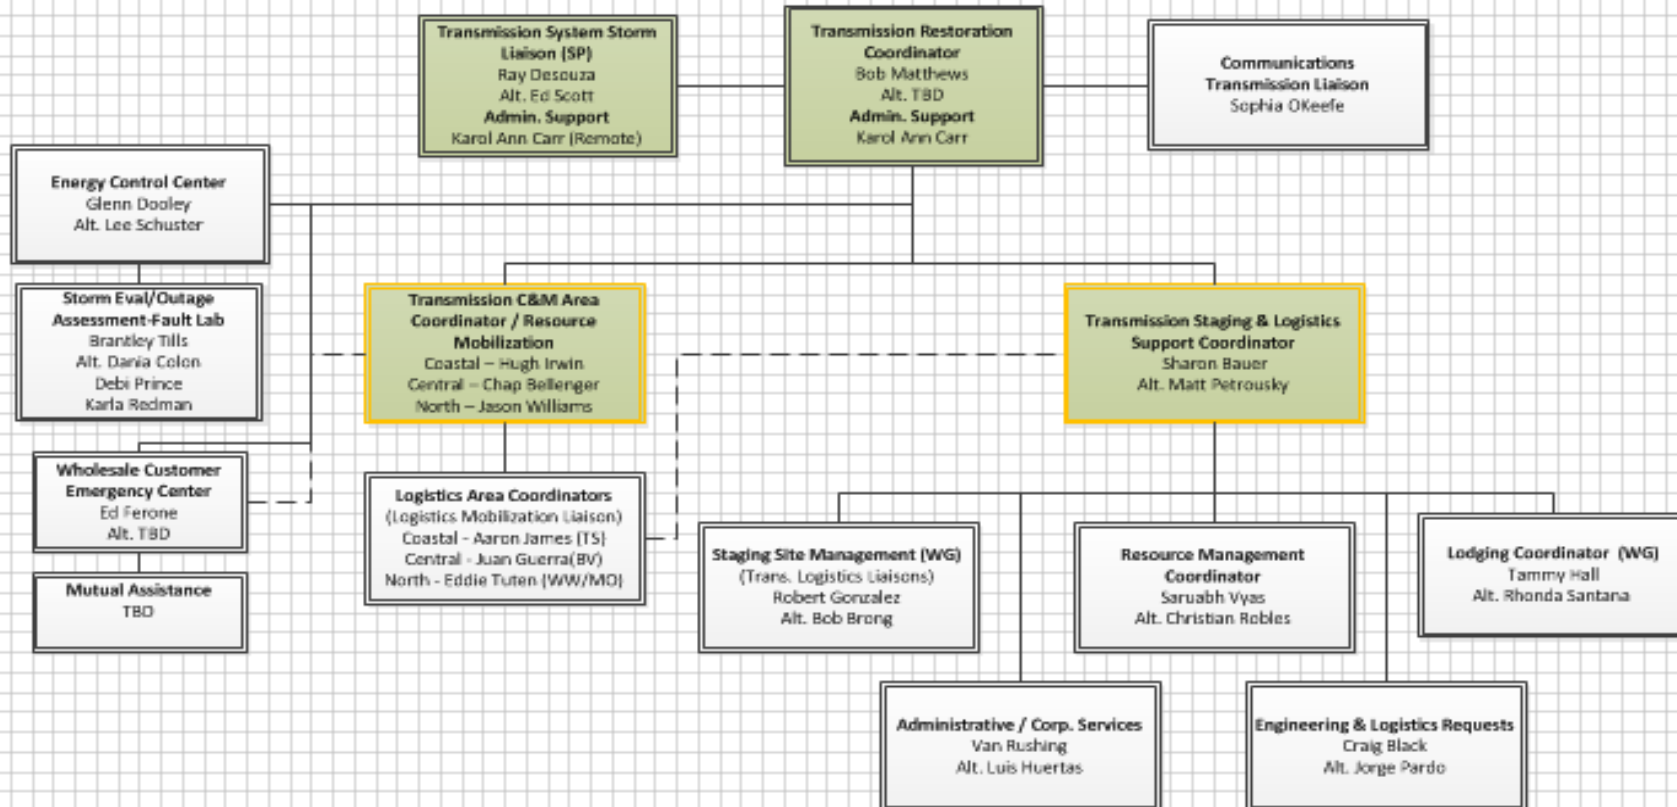 Transmission System Storm
Liaison (SP)
Ray Desouza
Alt. Ed Scott
Admin. Support
Karol Ann Carr (Remote)
Transmission Restoration
Coordinator
Bob Matthews
Alt. TBD
Admin. Support
Karol Ann Carr
Communications
Transmission Liaison
Sophia OKeefe
Energy Control Center
Glenn Dooley
Alt. Lee Schuster
Storm Eval/Outage
Assessment-Fault Lab
Brantley Tills
Alt. Dania Colon
Debi Prince
Karla Redman
Transmission C&M Area
Coordinator / Resource
Mobilization
Coastal – Hugh Irwin
Central – Chap Bellenger
North – Jason Williams
Transmission Staging & Logistics
Support Coordinator
Sharon Bauer
Alt. Matt Petrousky
Wholesale Customer
Emergency Center
Ed Ferone
Alt. TBD
Mutual Assistance
TBD
Logistics Area Coordinators
(Logistics Mobilization Liaison)
Coastal - Aaron James (TS)
Central - Juan Guerra(BV)
North - Eddie Tuten (WW/MO)
Staging Site Management (WG)
(Trans. Logistics Liaisons)
Robert Gonzalez
Alt. Bob Brong
Resource Management
Coordinator
Saruabh Vyas
Alt. Christian Robles
Lodging Coordinator (WG)
Tammy Hall
Alt. Rhonda Santana
Administrative / Corp. Services
Van Rushing
Alt. Luis Huertas
Engineering & Logistics Requests
Craig Black
Alt. Jorge Pardo